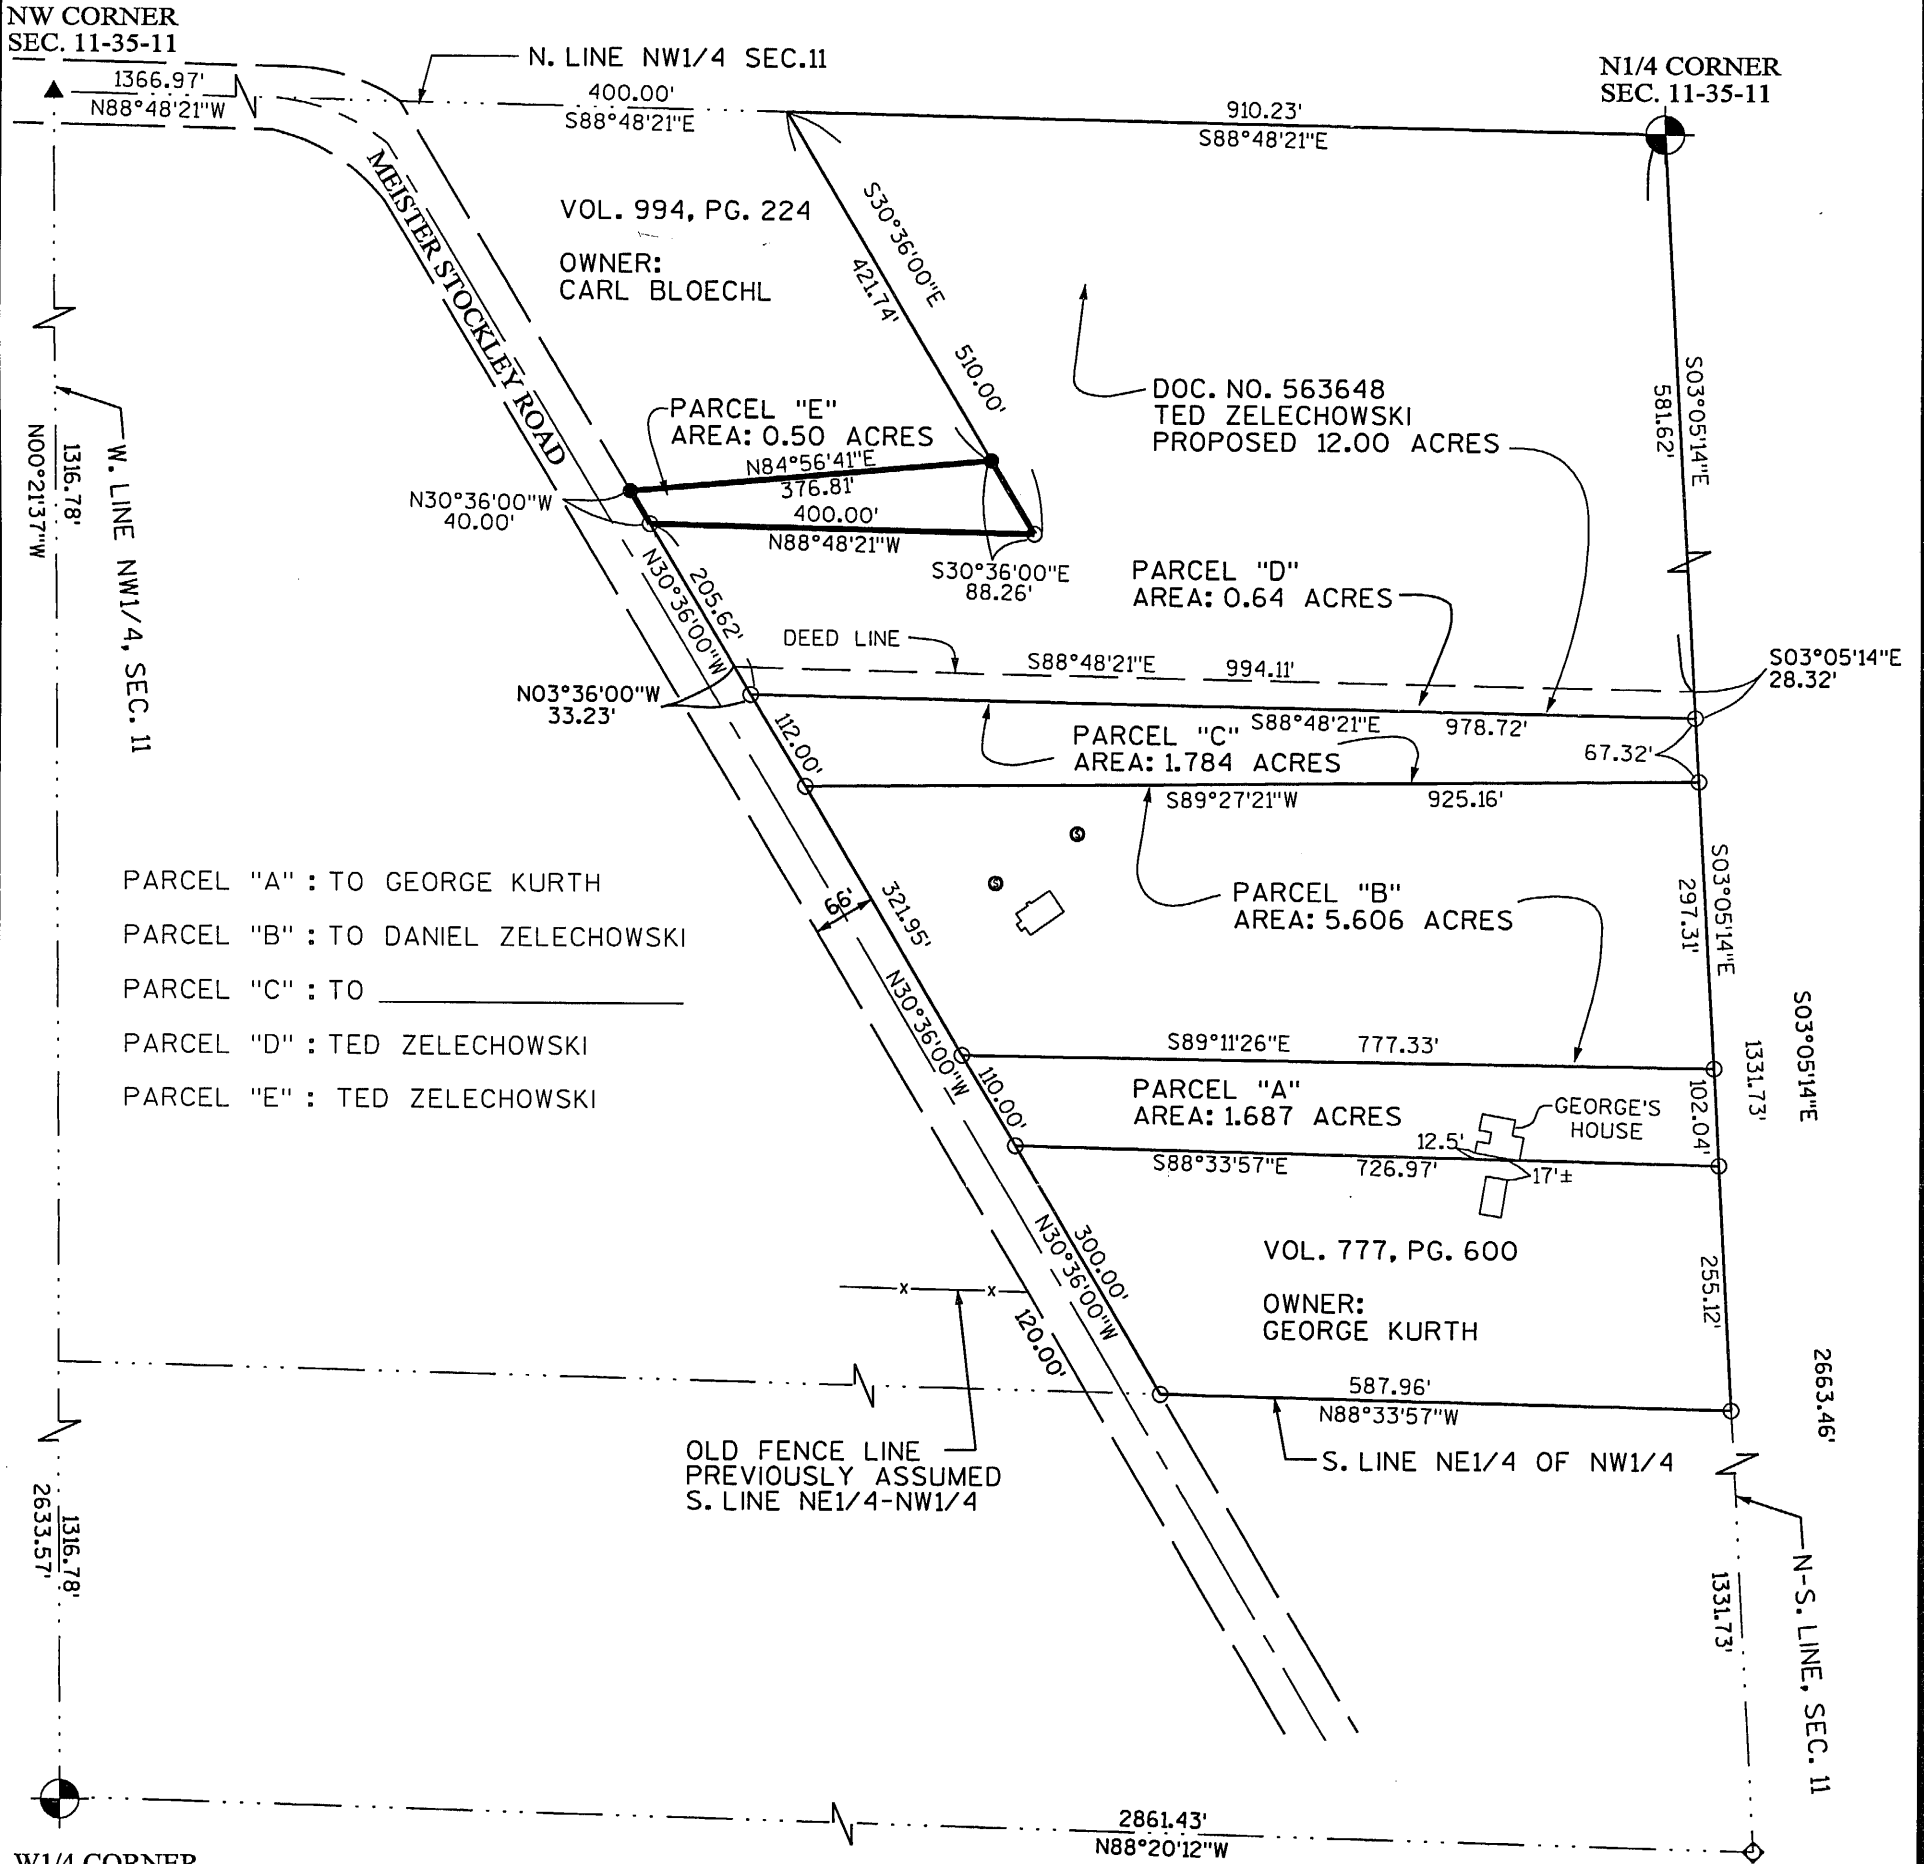 NW CORNER
SEC. 11-35-11
N. LINE NW1/4 SEC.11
N1/4 CORNER
SEC. 11-35-11
1366.97'
N88°48'21"W
400.00'
S88°48'21"E
910.23'
S88°48'21"E
MEISTER STOCKLEY ROAD
VOL. 994, PG. 224
OWNER:
CARL BLOECHL
S30°36'00"E
421.74'
510.00'
DOC. NO. 563648
TED ZELECHOWSKI
PROPOSED 12.00 ACRES
S03°05'14"E
581.62'
W. LINE NW1/4, SEC. 11
1316.78'
N00°21'37"W
PARCEL "E"
AREA: 0.50 ACRES
N84°56'41"E
376.81'
N30°36'00"W
40.00'
400.00'
N88°48'21"W
S30°36'00"E
88.26'
PARCEL "D"
AREA: 0.64 ACRES
205.62'
N30°36'00"W
DEED LINE
S88°48'21"E 994.11'
S03°05'14"E
28.32'
N03°36'00"W
33.23'
S88°48'21"E 978.72'
112.00'
PARCEL "C"
AREA: 1.784 ACRES
67.32'
S89°27'21"W 925.16'
S
S
PARCEL "A" : TO GEORGE KURTH
PARCEL "B" : TO DANIEL ZELECHOWSKI
PARCEL "C" : TO
PARCEL "D" : TED ZELECHOWSKI
PARCEL "E" : TED ZELECHOWSKI
66'
321.95'
N30°36'00"W
PARCEL "B"
AREA: 5.606 ACRES
S03°05'14"E
297.31'
S89°11'26"E 777.33'
110.00'
PARCEL "A"
AREA: 1.687 ACRES
GEORGE'S
HOUSE
102.04'
S03°05'14"E
1331.73'
12.5'
S88°33'57"E 726.97'
17'±
300.00'
N30°36'00"W
VOL. 777, PG. 600
OWNER:
GEORGE KURTH
255.12'
2663.46'
x x
120.00'
587.96'
N88°33'57"W
S. LINE NE1/4 OF NW1/4
OLD FENCE LINE
PREVIOUSLY ASSUMED
S. LINE NE1/4-NW1/4
1316.78'
2633.57'
1331.73'
N-S. LINE, SEC. 11
2861.43'
N88°20'12"W
W1/4 CORNER